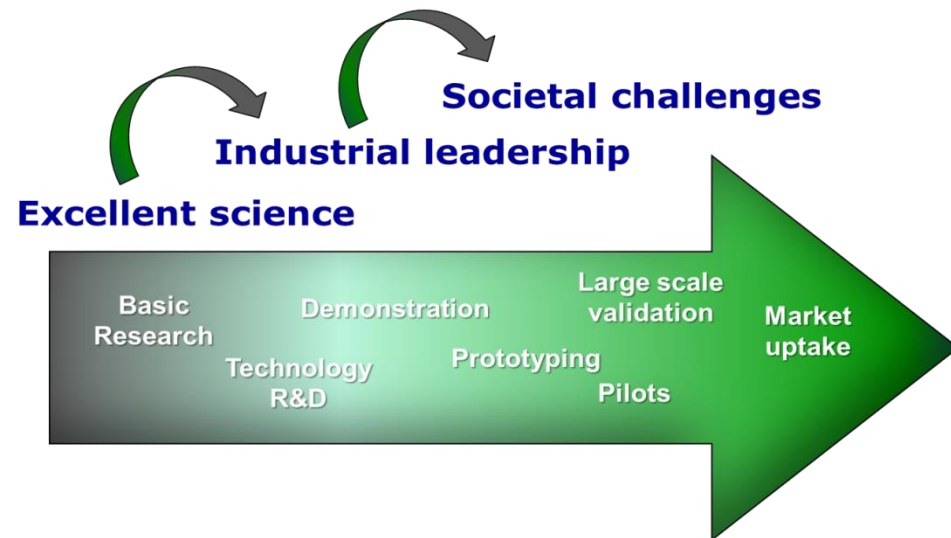 Societal challenges
Industrial leadership
Excellent science
Basic
Research
Technology
R&D
Demonstration
Prototyping
Large scale
validation
Pilots
Market
uptake